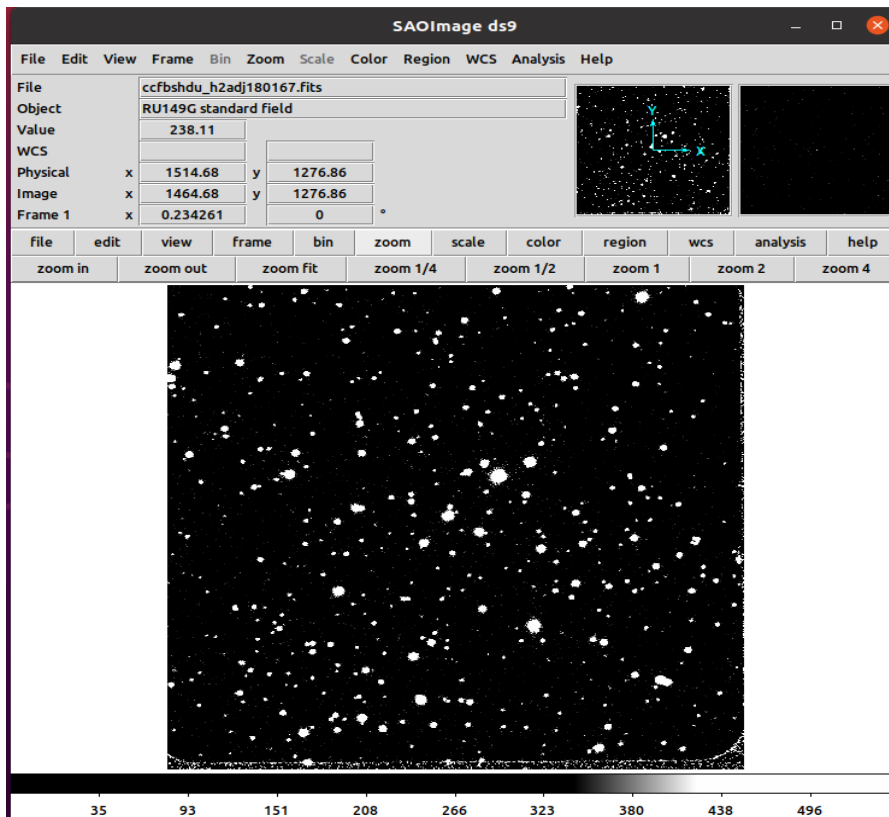 SAOImage ds9
File Edit View Frame Bin Zoom Scale Color Region WCS Analysis Help
File ccfbshdu_h2adj180167.fits
Object RU149G standard field
Value 238.11
WCS
Physical x 1514.68 y 1276.86
Image x 1464.68 y 1276.86
Frame 1 x 0.234261 0 °
Y
X
file edit view frame bin zoom scale color region wcs analysis help
zoom in zoom out zoom fit zoom 1/4 zoom 1/2 zoom 1 zoom 2 zoom 4
35 93 151 208 266 323 380 438 496